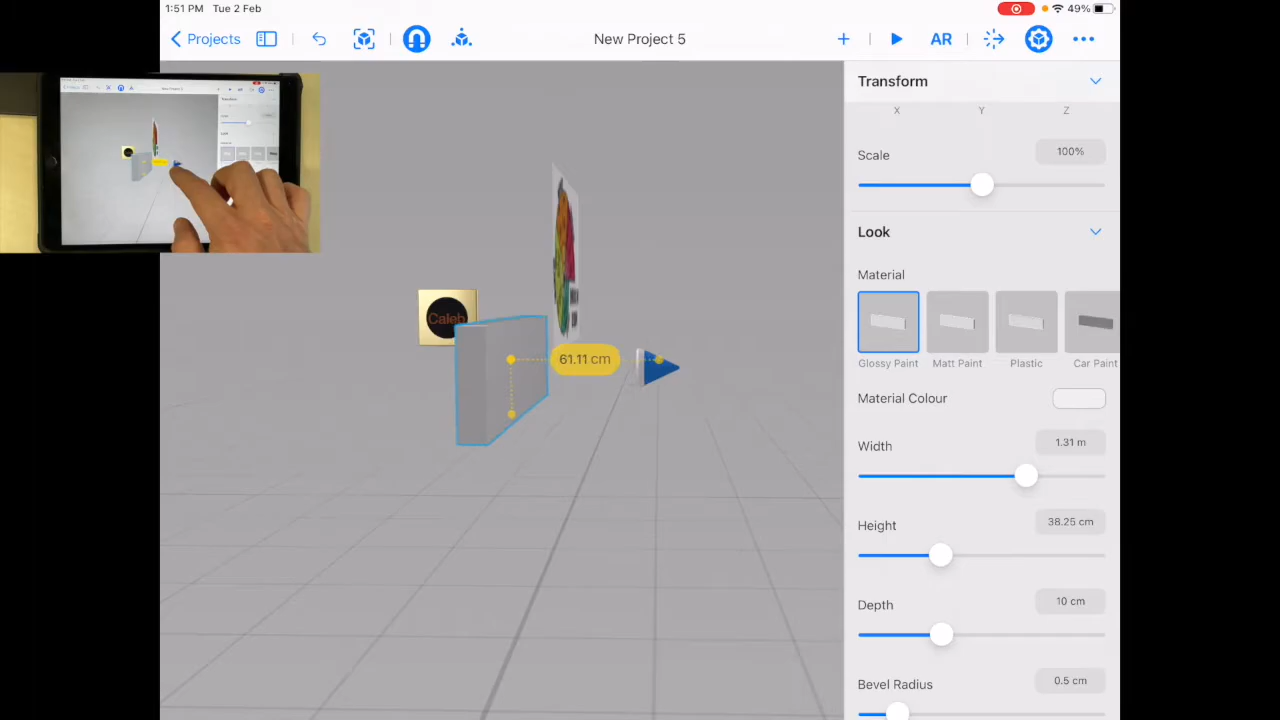 1:51 PM Tue 2 Feb
49%
Projects
New Project 5
AR
Transform
X Y Z
Scale
100%
Look
Material
Glossy Paint Matt Paint Plastic Car Paint
Material Colour
Width
1.31 m
Height
38.25 cm
Depth
10 cm
Bevel Radius
0.5 cm
Caleb
61.11 cm